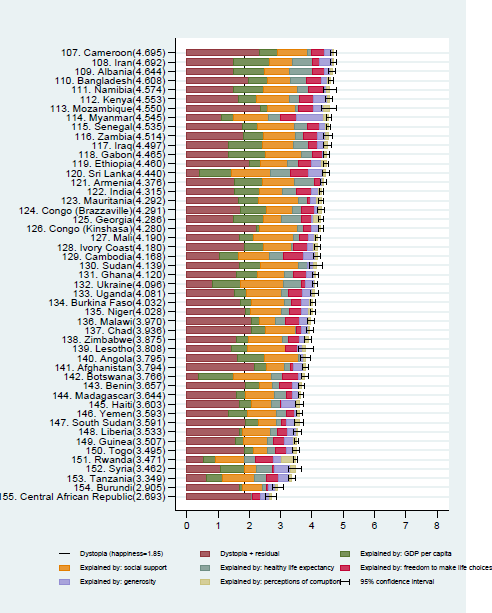 107. Cameroon(4.695)
108. Iran(4.692)
109. Albania(4.644)
110. Bangladesh(4.608)
111. Namibia(4.574)
112. Kenya(4.553)
113. Mozambique(4.550)
114. Myanmar(4.545)
115. Senegal(4.535)
116. Zambia(4.514)
117. Iraq(4.497)
118. Gabon(4.465)
119. Ethiopia(4.460)
120. Sri Lanka(4.440)
121. Armenia(4.376)
122. India(4.315)
123. Mauritania(4.292)
124. Congo (Brazzaville)(4.291)
125. Georgia(4.286)
126. Congo (Kinshasa)(4.280)
127. Mali(4.190)
128. Ivory Coast(4.180)
129. Cambodia(4.168)
130. Sudan(4.139)
131. Ghana(4.120)
132. Ukraine(4.096)
133. Uganda(4.081)
134. Burkina Faso(4.032)
135. Niger(4.028)
136. Malawi(3.970)
137. Chad(3.936)
138. Zimbabwe(3.875)
139. Lesotho(3.808)
140. Angola(3.795)
141. Afghanistan(3.794)
142. Botswana(3.766)
143. Benin(3.657)
144. Madagascar(3.644)
145. Haiti(3.603)
146. Yemen(3.593)
147. South Sudan(3.591)
148. Liberia(3.533)
149. Guinea(3.507)
150. Togo(3.495)
151. Rwanda(3.471)
152. Syria(3.462)
153. Tanzania(3.349)
154. Burundi(2.905)
155. Central African Republic(2.693)
0 1 2 3 4 5 6 7 8
Dystopia (happiness=1.85) Dystopia + residual Explained by: GDP per capita
Explained by: social support Explained by: healthy life expectancy Explained by: freedom to make life choices
Explained by: generosity Explained by: perceptions of corruption 95% confidence interval